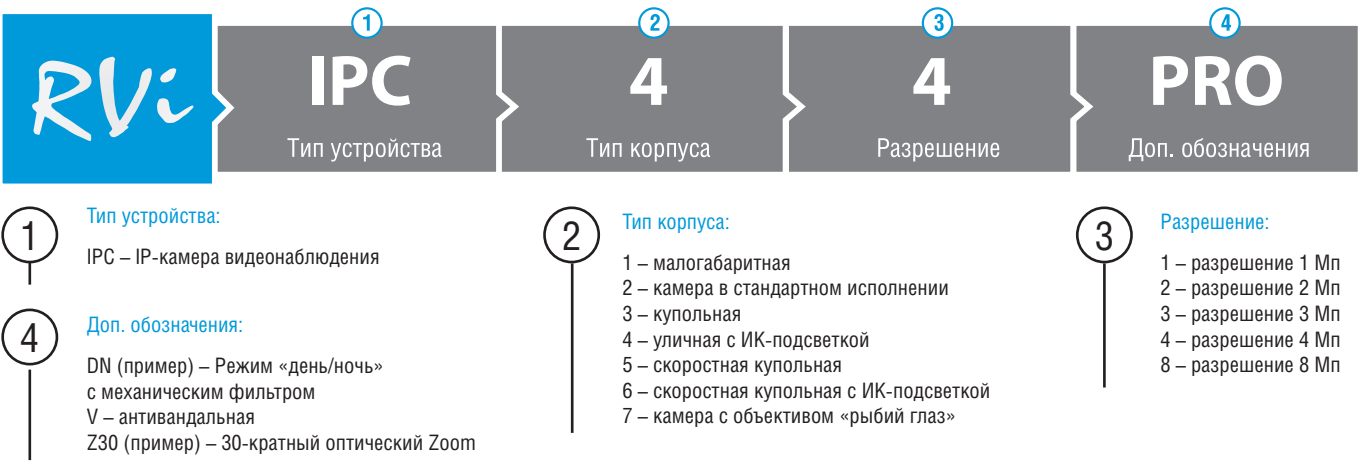 1 2 3 4
RVi IPC 4 4 PRO
Тип устройства Тип корпуса Разрешение Доп. обозначения
1
Тип устройства:
IPC – IP-камера видеонаблюдения
4
Доп. обозначения:
DN (пример) – Режим «день/ночь»
с механическим фильтром
V – антивандальная
Z30 (пример) – 30-кратный оптический Zoom
2
Тип корпуса:
1 – малогабаритная
2 – камера в стандартном исполнении
3 – купольная
4 – уличная с ИК-подсветкой
5 – скоростная купольная
6 – скоростная купольная с ИК-подсветкой
7 – камера с объективом «рыбий глаз»
3
Разрешение:
1 – разрешение 1 Мп
2 – разрешение 2 Мп
3 – разрешение 3 Мп
4 – разрешение 4 Мп
8 – разрешение 8 Мп